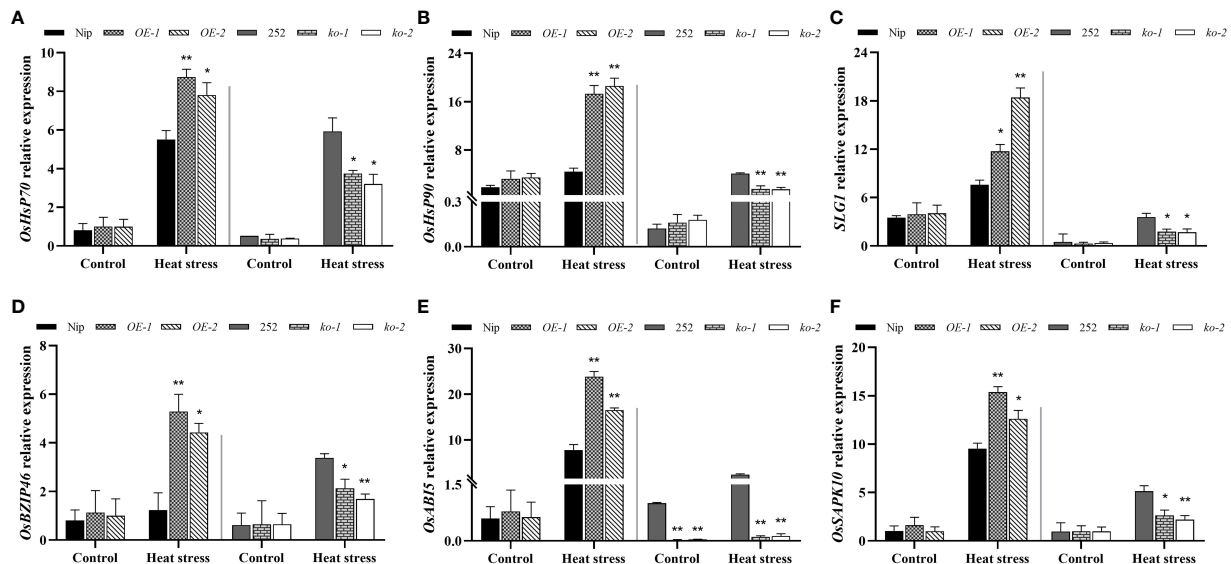 A
Nip OE-1 OE-2 252 ko-1 ko-2
OsHsP70 relative expression
10
8
6
4
2
0
** *
* *
Control Heat stress Control Heat stress
B
Nip OE-1 OE-2 252 ko-1 ko-2
OsHsP90 relative expression
24
18
12
6
0.3
0.0
** **
** **
Control Heat stress Control Heat stress
C
Nip OE-1 OE-2 252 ko-1 ko-2
SLG1 relative expression
24
18
12
6
0
* **
* *
Control Heat stress Control Heat stress
D
Nip OE-1 OE-2 252 ko-1 ko-2
OsBZIP46 relative expression
8
6
4
2
0
** *
* **
Control Heat stress Control Heat stress
E
Nip OE-1 OE-2 252 ko-1 ko-2
OsABI5 relative expression
30
20
10
1.5
0.0
** **
** **
** **
Control Heat stress Control Heat stress
F
Nip OE-1 OE-2 252 ko-1 ko-2
OsSAPK10 relative expression
20
15
10
5
0
** *
* **
Control Heat stress Control Heat stress